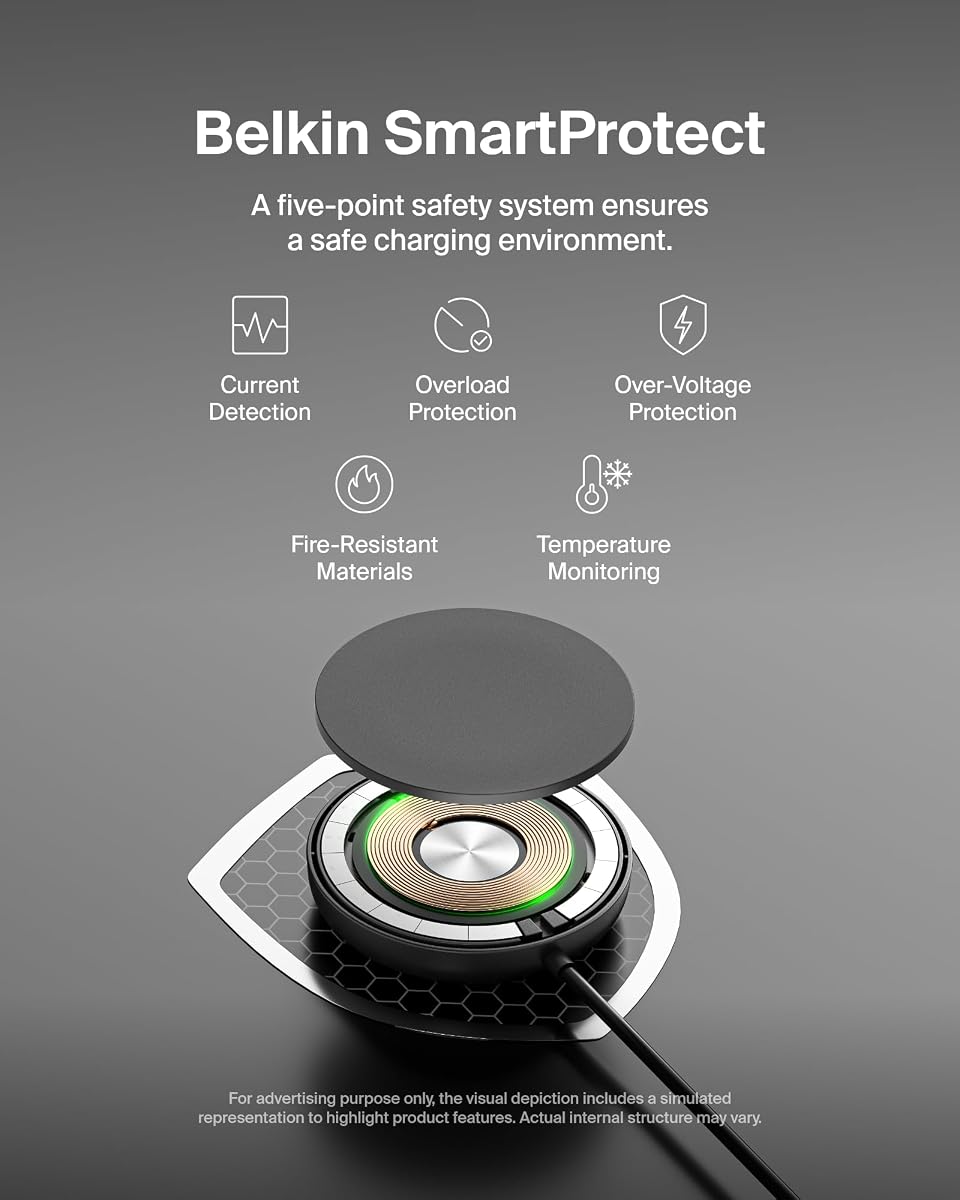 Belkin SmartProtect
A five-point safety system ensures
a safe charging environment.
Current
Detection
Overload
Protection
Over-Voltage
Protection
Fire-Resistant
Materials
Temperature
Monitoring
For advertising purpose only, the visual depiction includes a simulated
representation to highlight product features. Actual internal structure may vary.